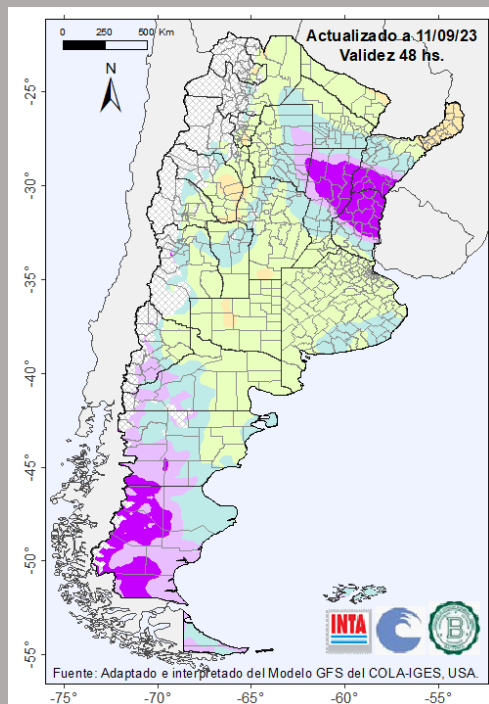 0 250 500 Km
Actualizado a 11/09/23
Validez 48 hs.
N
-25°
-30°
-35°
-40°
-45°
-50°
-55°
INTA
B
Fuente: Adaptado e interpretado del Modelo GFS del COLA-IGES, USA.
-75° -70° -65° -60° -55°